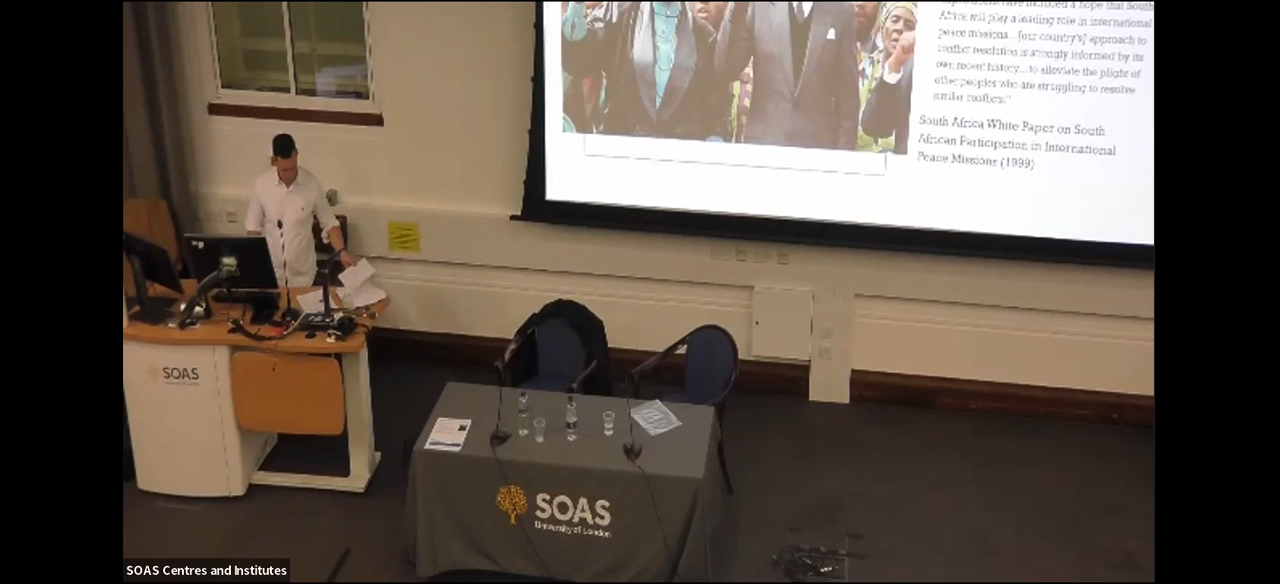 Africa will play a leading role in international
peace missions...[our country's] approach to
conflict resolution is strongly informed by its
own recent history...to alleviate the plight of
other peoples who are struggling to resolve
similar conflicts."
South Africa White Paper on South
African Participation in International
Peace Missions (1999)
SOAS
SOAS
University of London
SOAS Centres and Institutes